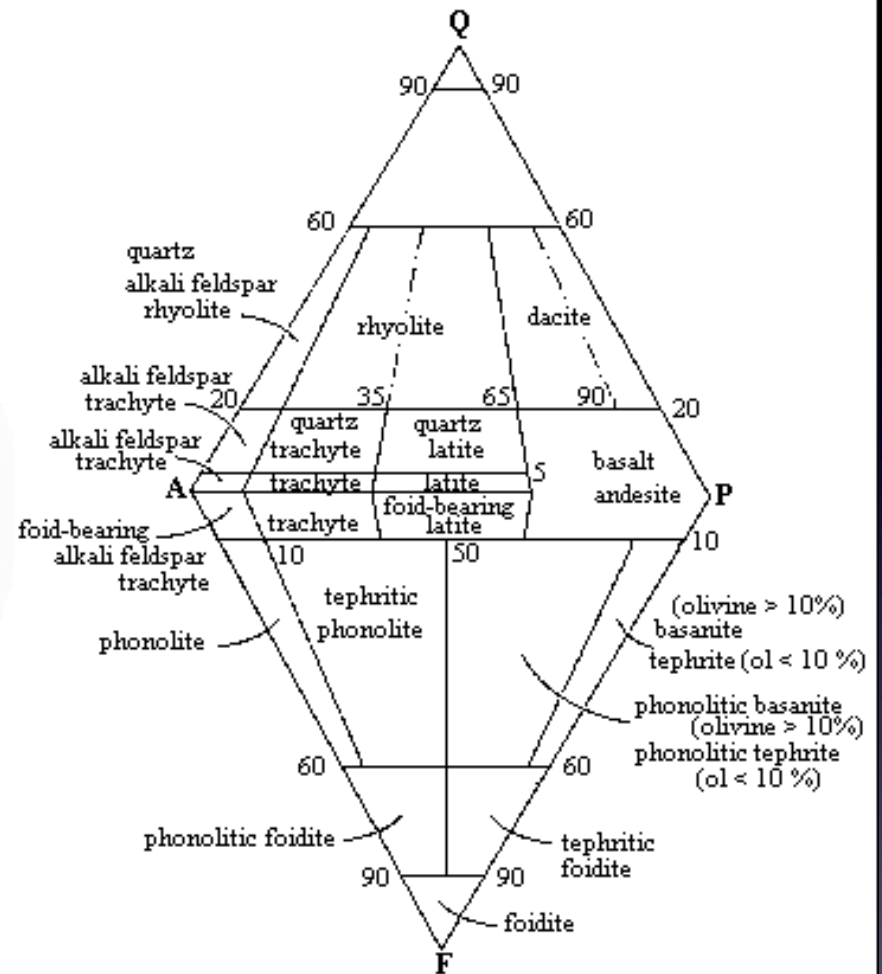 Q
90 90
60 60
quartz
alkali feldspar
rhyolite
rhyolite
dacite
alkali feldspar
trachyte
20 35 65 90 20
quartz
trachyte
quartz
latite
alkali feldspar
trachyte
5
basalt
andesite
A
trachyte
latite
P
foid-bearing
latite
trachyte
foid-bearing
alkali feldspar
trachyte
10 50 10
tephritic
phonolite
phonolite
(olivine > 10%)
basanite
tephrite (ol < 10 %)
phonolitic basanite
(olivine > 10%)
phonolitic tephrite
(ol < 10 %)
60 60
phonolitic foidite
tephritic
foidite
90 90
foidite
F